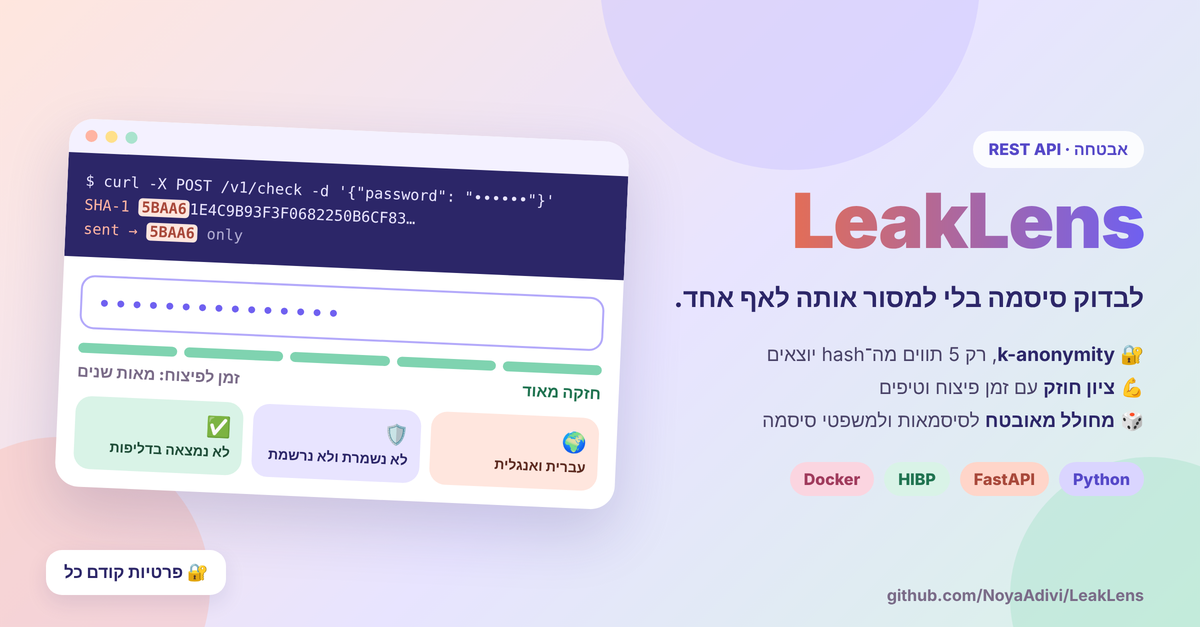 אבטחה · REST API
LeakLens
לבדוק סיסמה בלי למסור אותה לאף אחד.
🔐 k-anonymity, רק 5 תווים מה־hash יוצאים
💪 ציון חוזק עם זמן פיצוח וטיפים
🎲 מחולל מאובטח לסיסמאות ולמשפטי סיסמה
Python FastAPI HIBP Docker
github.com/NoyaAdivi/LeakLens
$ curl -X POST /v1/check -d '{"password": "••••••"}'
SHA-1 5BAA61E4C9B93F3F0682250B6CF83…
sent → 5BAA6 only
••••••••••••••
חזקה מאוד
זמן לפיצוח: מאות שנים
🌍
עברית ואנגלית
🛡️
לא נשמרת ולא נרשמת
✅
לא נמצאה בדליפות
🔐 פרטיות קודם כל